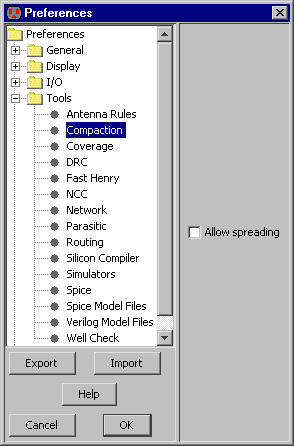 Preferences
Preferences
General
Display
I/O
Tools
Antenna Rules
Compaction
Coverage
DRC
Fast Henry
NCC
Network
Parasitic
Routing
Silicon Compiler
Simulators
Spice
Spice Model Files
Verilog Model Files
Well Check
Allow spreading
Export Import
Help
Cancel OK